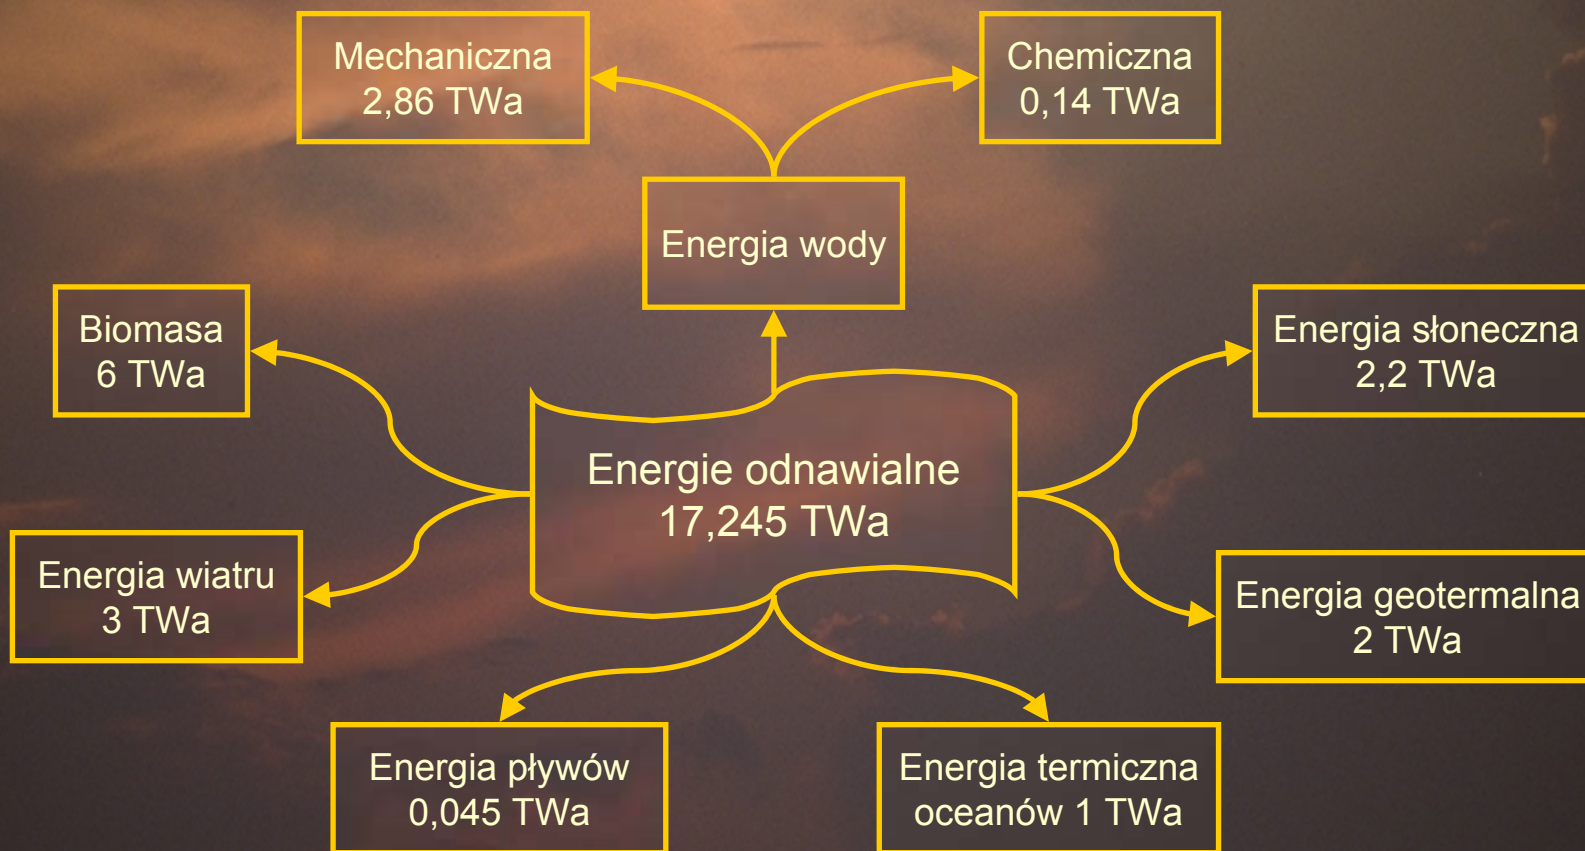 Mechaniczna
2,86 TWa
Chemiczna
0,14 TWa
Energia wody
Biomasa
6 TWa
Energia słoneczna
2,2 TWa
Energie odnawialne
17,245 TWa
Energia wiatru
3 TWa
Energia geotermalna
2 TWa
Energia pływów
0,045 TWa
Energia termiczna
oceanów 1 TWa